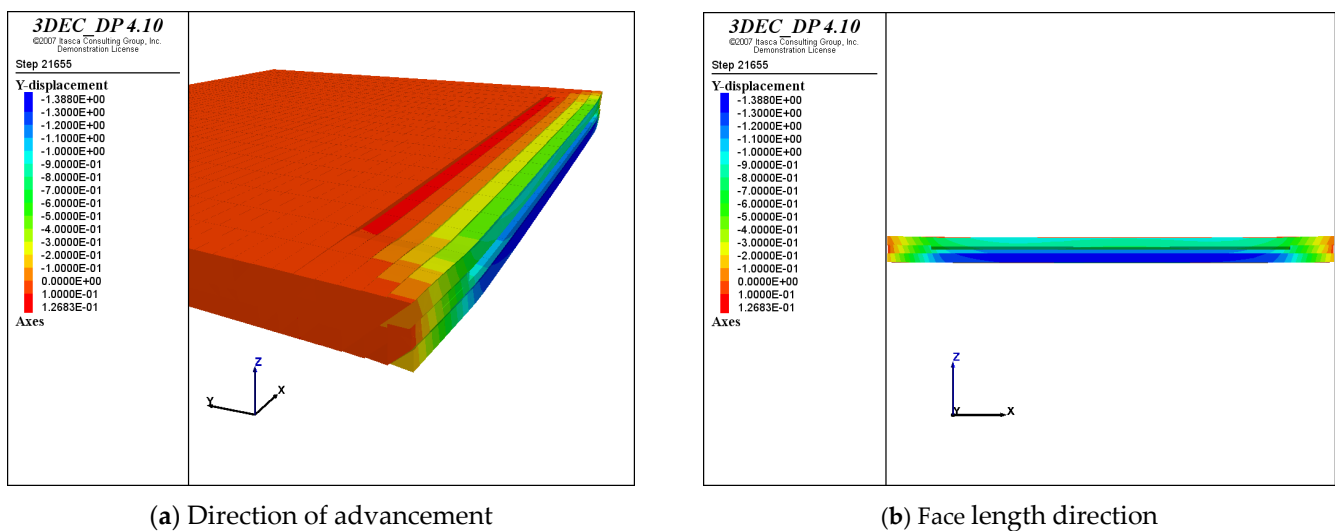 3DEC_DP 4.10
©2007 Itasca Consulting Group, Inc.
Demonstration License
Step 21655
Y-displacement
-1.3880E+00
-1.3000E+00
-1.2000E+00
-1.1000E+00
-1.0000E+00
-9.0000E-01
-8.0000E-01
-7.0000E-01
-6.0000E-01
-5.0000E-01
-4.0000E-01
-3.0000E-01
-2.0000E-01
-1.0000E-01
0.0000E+00
1.0000E-01
1.2683E-01
Axes
Z
X
Y
(a) Direction of advancement
3DEC_DP 4.10
©2007 Itasca Consulting Group, Inc.
Demonstration License
Step 21655
Y-displacement
-1.3880E+00
-1.3000E+00
-1.2000E+00
-1.1000E+00
-1.0000E+00
-9.0000E-01
-8.0000E-01
-7.0000E-01
-6.0000E-01
-5.0000E-01
-4.0000E-01
-3.0000E-01
-2.0000E-01
-1.0000E-01
0.0000E+00
1.0000E-01
1.2683E-01
Axes
Z
Y X
(b) Face length direction